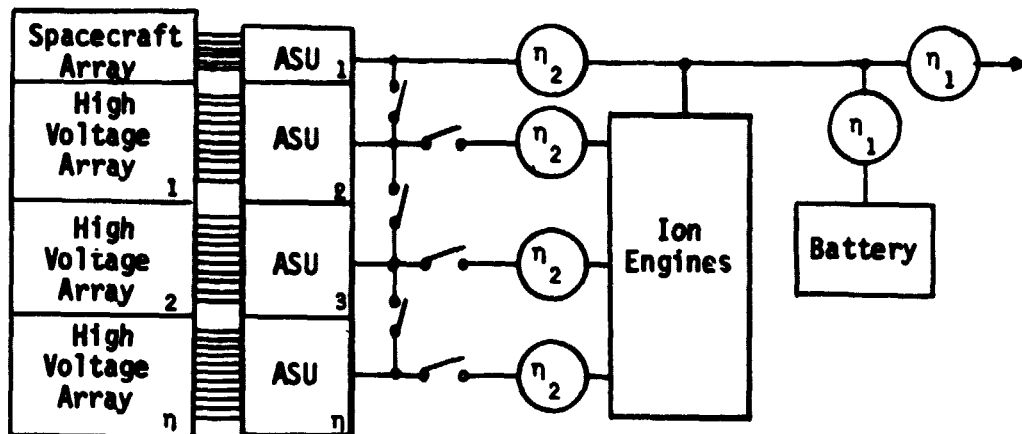 Spacecraft
Array
High
Voltage
Array
1
High
Voltage
Array
2
High
Voltage
Array
η
ASU 1
ASU
2
ASU
3
ASU
η
η2
η2
η2
η2
Ion
Engines
η1
η1
Battery